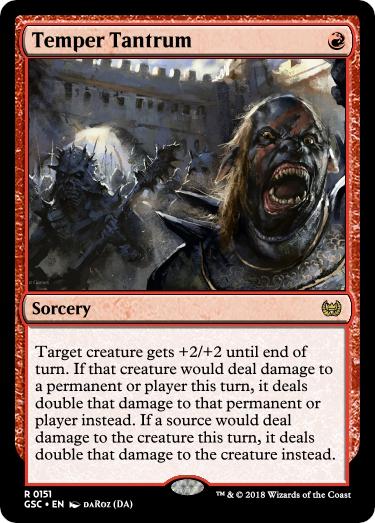 Temper Tantrum
Sorcery
Target creature gets +2/+2 until end of
turn. If that creature would deal damage to
a permanent or player this turn, it deals
double that damage to that permanent or
player instead. If a source would deal
damage to the creature this turn, it deals
double that damage to the creature instead.
R 0151
GSC • EN DAROZ (DA)
™ & © 2018 Wizards of the Coast